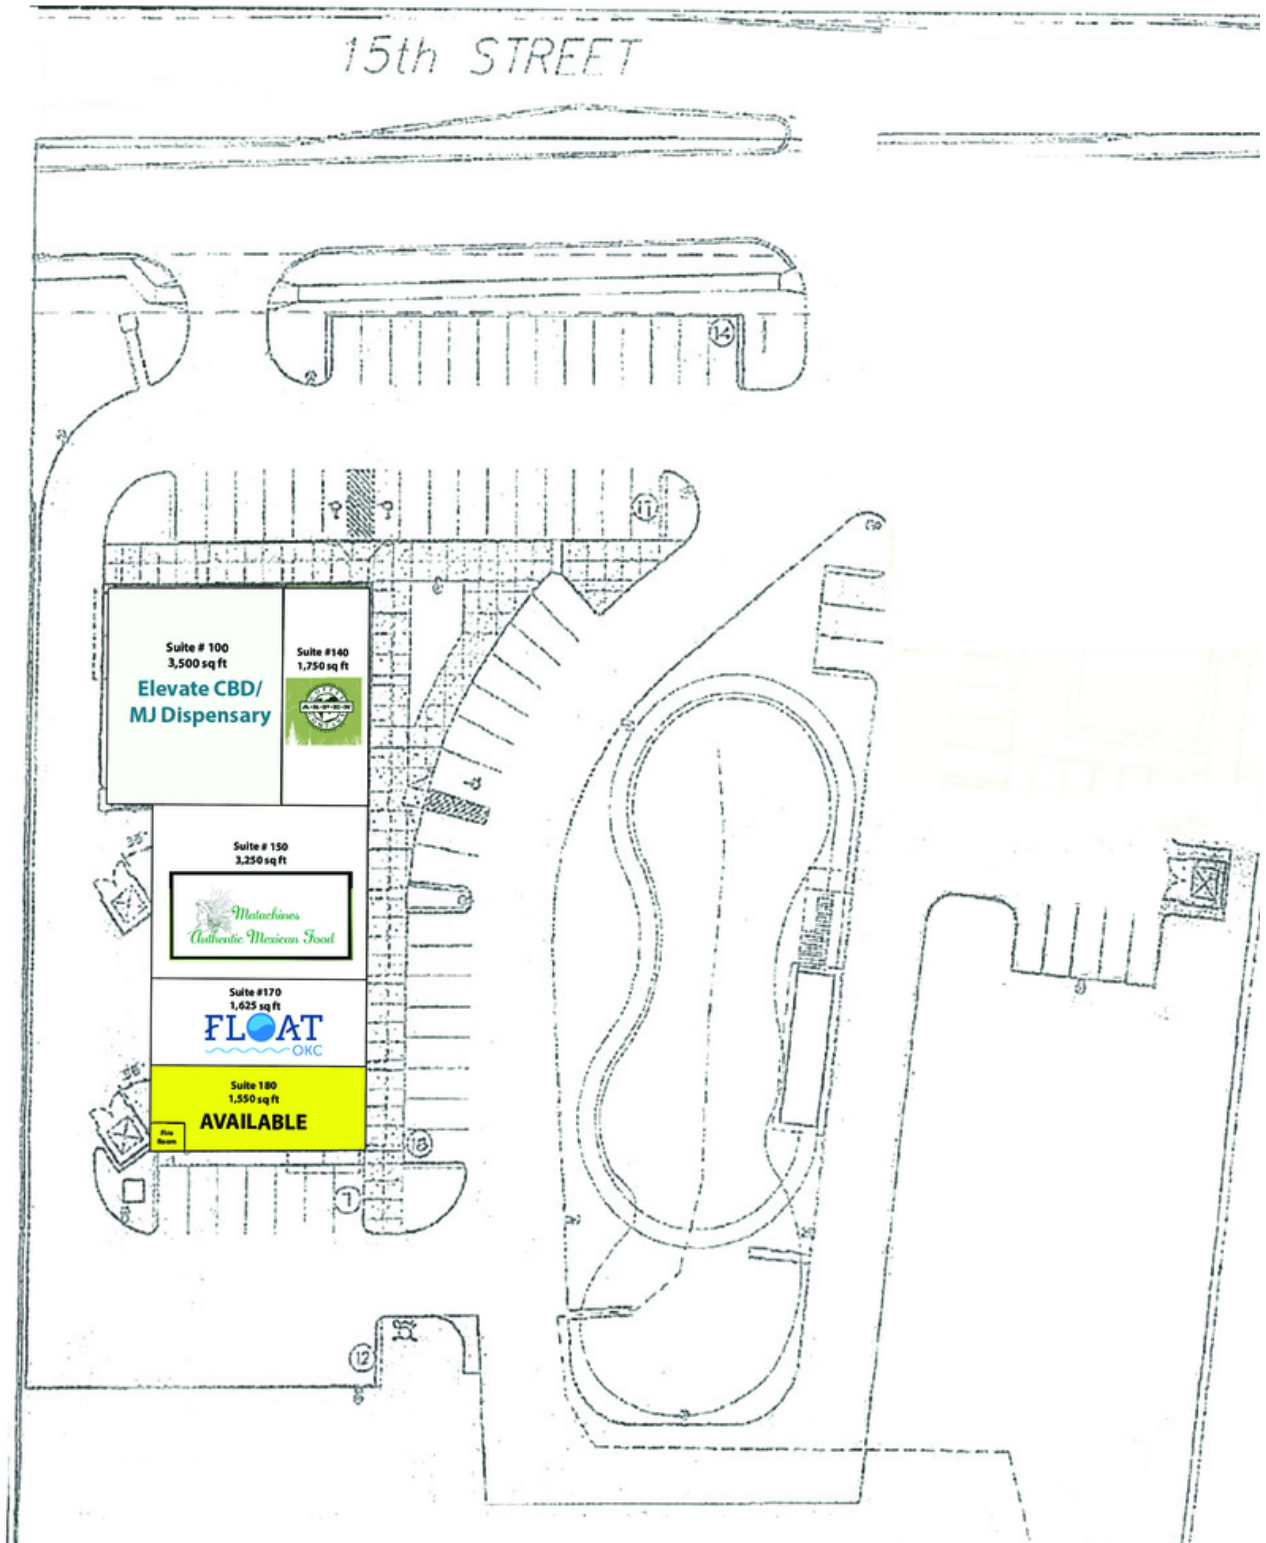 15th STREET
14
11
Suite # 100
3,500 sq ft
Elevate CBD/
MJ Dispensary
Suite #140
1,750 sq ft
ASPEN
Suite # 150
3,250 sq ft
Matachines
Authentic Mexican Food
Suite #170
1,625 sq ft
FLOAT
OKC
Suite 180
1,550 sq ft
AVAILABLE
Fire
Room
18
7
12